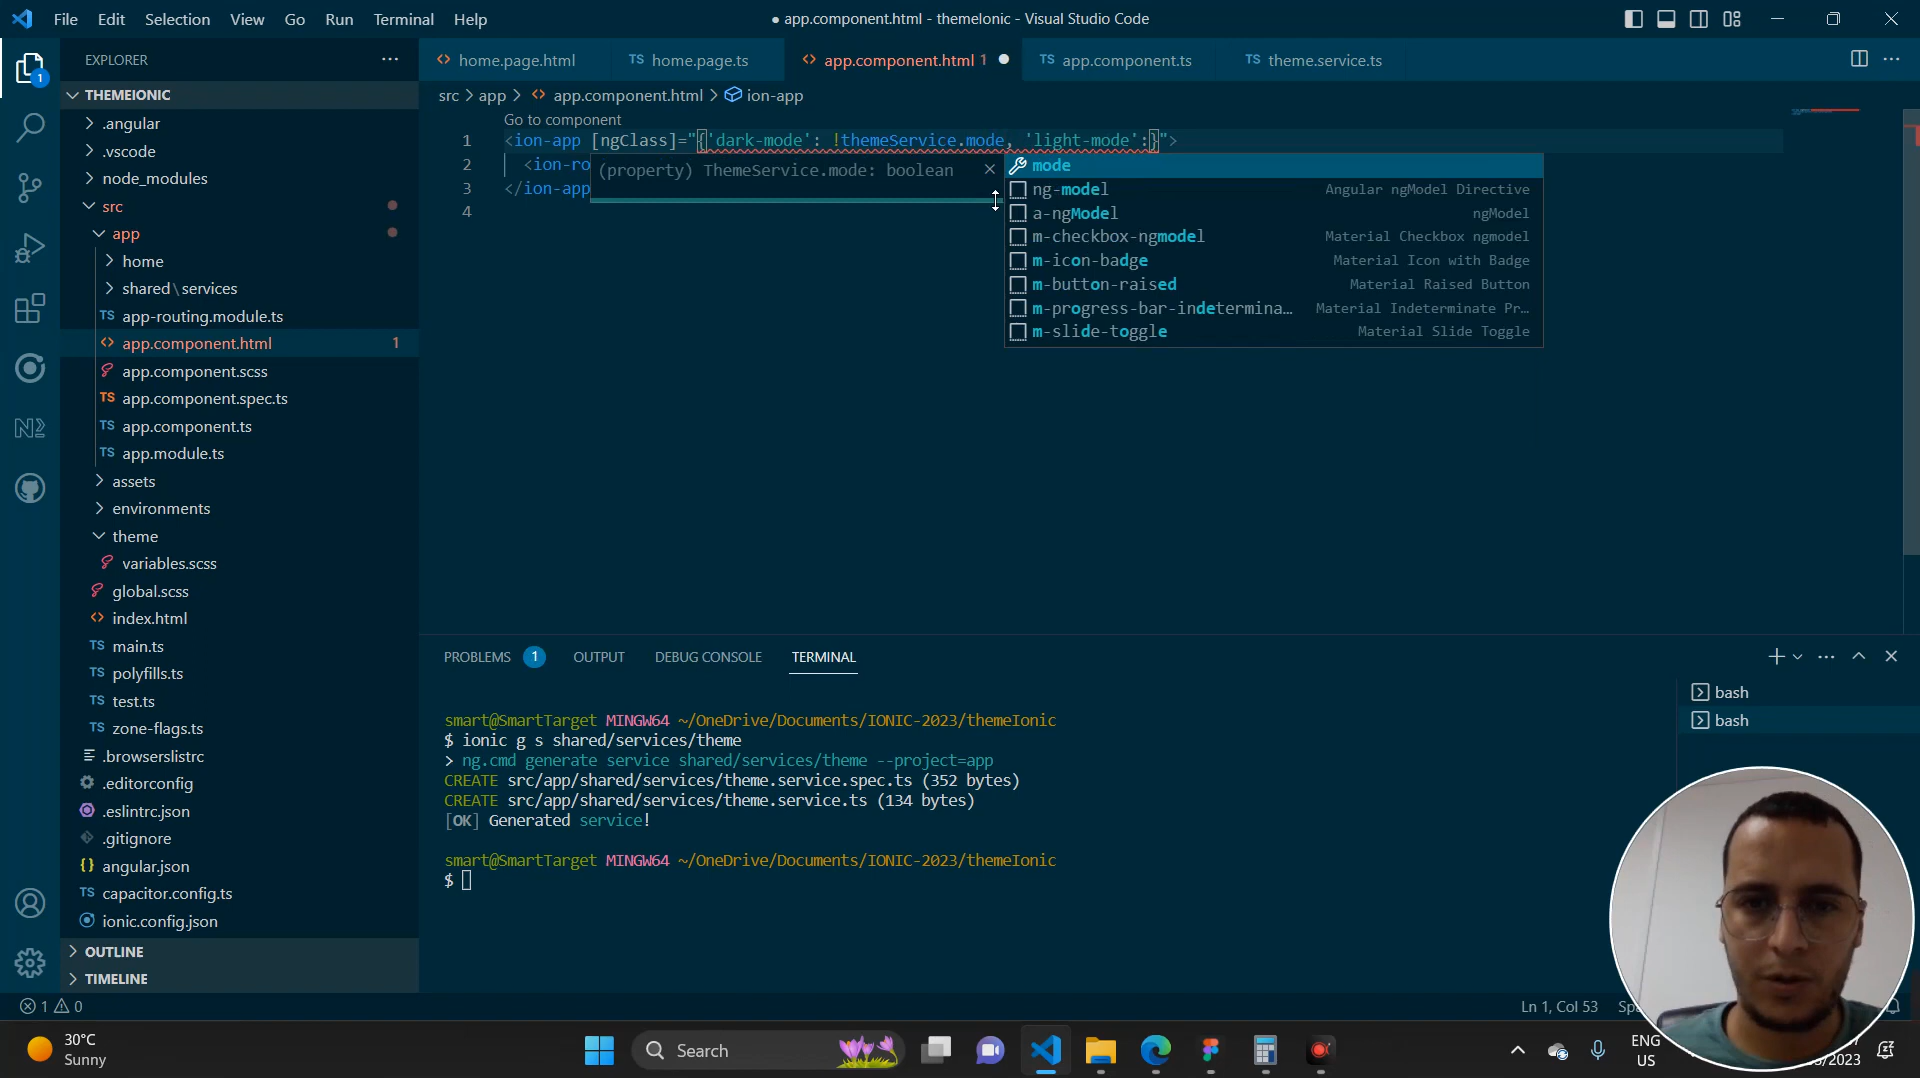 File Edit Selection View Go Run Terminal Help
● app.component.html - themeIonic - Visual Studio Code
EXPLORER
THEMEIONIC
.angular
.vscode
node_modules
src
app
home
shared\services
TS app-routing.module.ts
<> app.component.html 1
app.component.scss
TS app.component.spec.ts
TS app.component.ts
TS app.module.ts
assets
environments
theme
variables.scss
global.scss
<> index.html
TS main.ts
TS polyfills.ts
TS test.ts
TS zone-flags.ts
.browserslistrc
.editorconfig
.eslintrc.json
.gitignore
{} angular.json
TS capacitor.config.ts
ionic.config.json
OUTLINE
TIMELINE
<> home.page.html TS home.page.ts <> app.component.html 1 ● TS app.component.ts TS theme.service.ts
src > app > <> app.component.html > ion-app
Go to component
1 <ion-app [ngClass]="{'dark-mode': !themeService.mode, 'light-mode':}">
2 <ion-ro
3 </ion-app
4
(property) ThemeService.mode: boolean
mode
ng-model Angular ngModel Directive
a-ngModel ngModel
m-checkbox-ngmodel Material Checkbox ngmodel
m-icon-badge Material Icon with Badge
m-button-raised Material Raised Button
m-progress-bar-indetermina... Material Indeterminate Pr...
m-slide-toggle Material Slide Toggle
PROBLEMS 1 OUTPUT DEBUG CONSOLE TERMINAL
smart@SmartTarget MINGW64 ~/OneDrive/Documents/IONIC-2023/themeIonic
$ ionic g s shared/services/theme
> ng.cmd generate service shared/services/theme --project=app
CREATE src/app/shared/services/theme.service.spec.ts (352 bytes)
CREATE src/app/shared/services/theme.service.ts (134 bytes)
[OK] Generated service!
smart@SmartTarget MINGW64 ~/OneDrive/Documents/IONIC-2023/themeIonic
$
bash
bash
1 0
Ln 1, Col 53
30°C
Sunny
Search
ENG
US